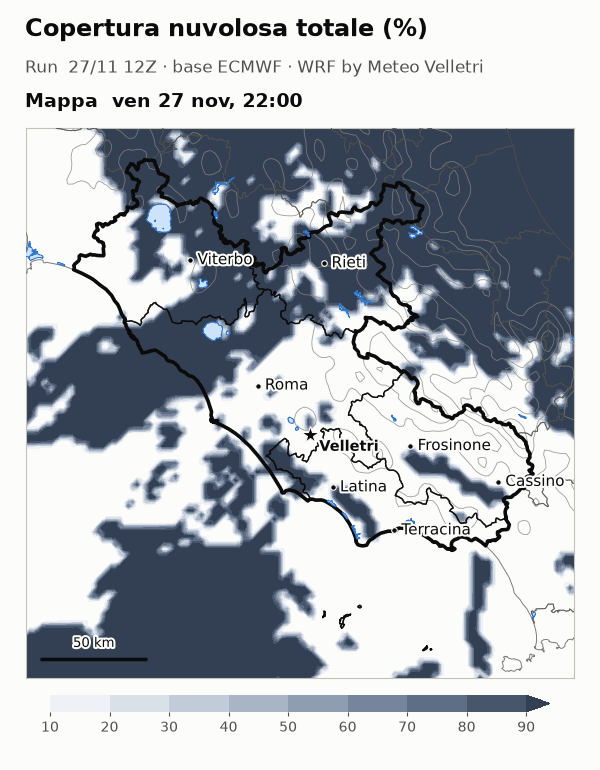 Copertura nuvolosa totale (%)
Run  27/11 12Z · base ECMWF · WRF by Meteo Velletri
Mappa  ven 27 nov, 22:00
Viterbo
Rieti
Roma
Velletri
Frosinone
Cassino
Latina
Terracina
50 km
10 20 30 40 50 60 70 80 90